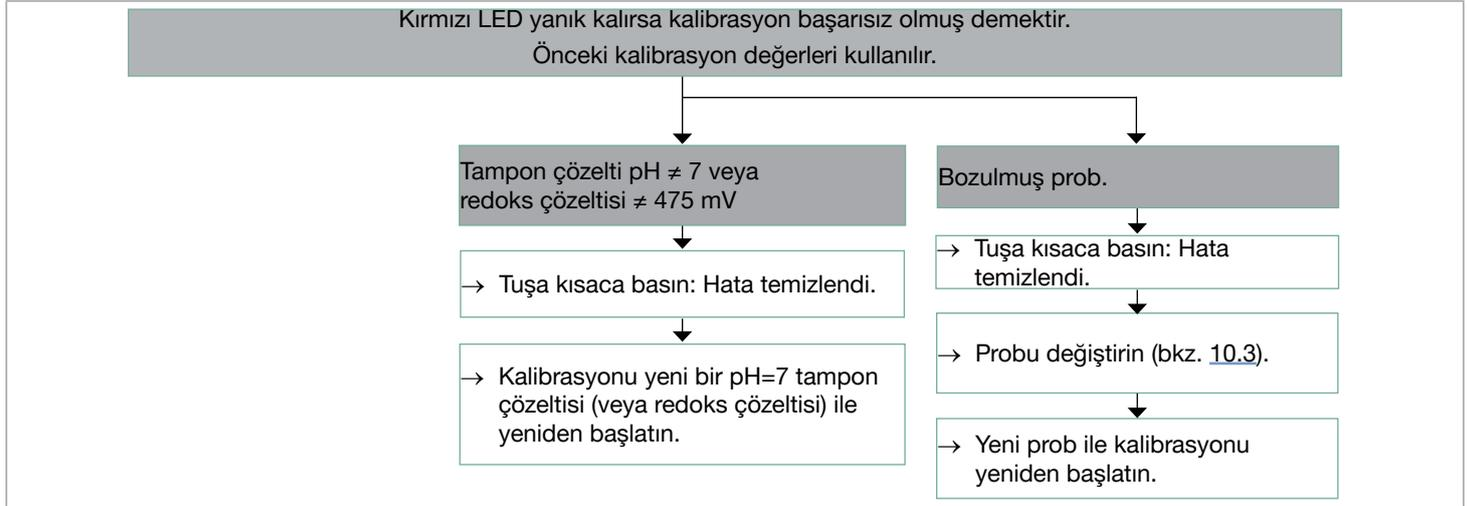 Kırmızı LED yanık kalırsa kalibrasyon başarısız olmuş demektir.
Önceki kalibrasyon değerleri kullanılır.
Tampon çözelti pH ≠ 7 veya
redoks çözeltisi ≠ 475 mV
→ Tuşa kısaca basın: Hata temizlendi.
→ Kalibrasyonu yeni bir pH=7 tampon
çözeltisi (veya redoks çözeltisi) ile
yeniden başlatın.
Bozulmuş prob.
→ Tuşa kısaca basın: Hata
temizlendi.
→ Probu değiştirin (bkz. 10.3).
→ Yeni prob ile kalibrasyonu
yeniden başlatın.